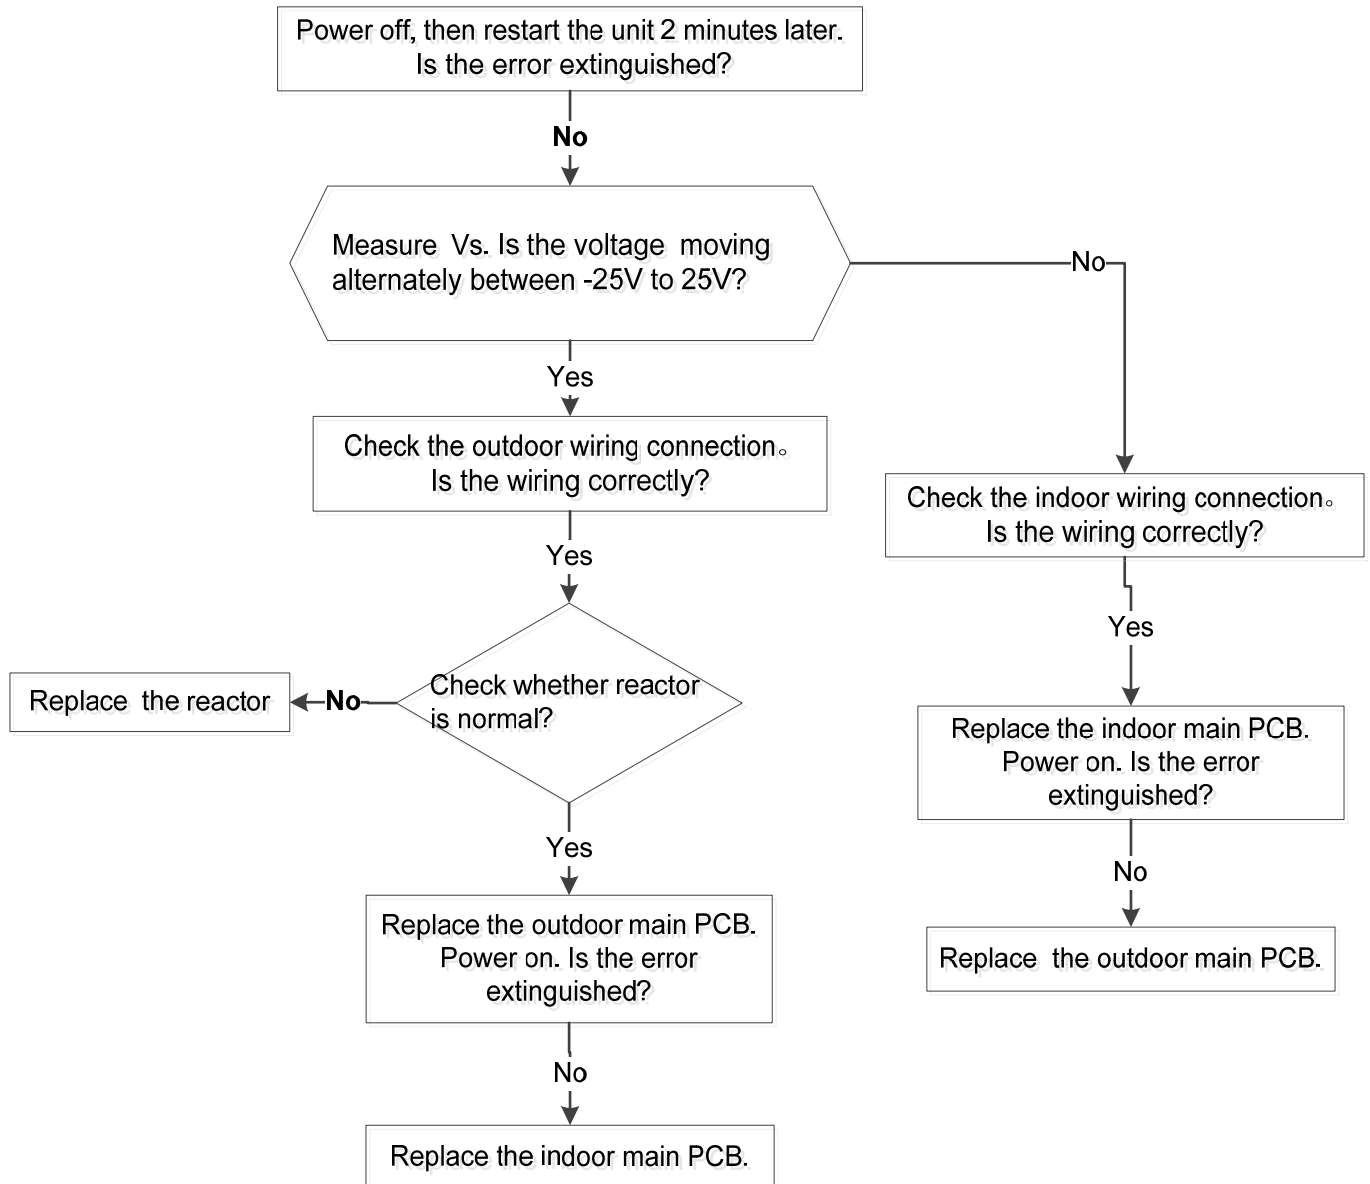 Power off, then restart the unit 2 minutes later.
Is the error extinguished?
No
Measure Vs. Is the voltage moving
alternately between -25V to 25V?
No
Yes
Check the outdoor wiring connection。
Is the wiring correctly?
Check the indoor wiring connection。
Is the wiring correctly?
Yes
Yes
Check whether reactor
is normal?
Replace the reactor
No
Replace the indoor main PCB.
Power on. Is the error
extinguished?
Yes
No
Replace the outdoor main PCB.
Power on. Is the error
extinguished?
Replace the outdoor main PCB.
No
Replace the indoor main PCB.